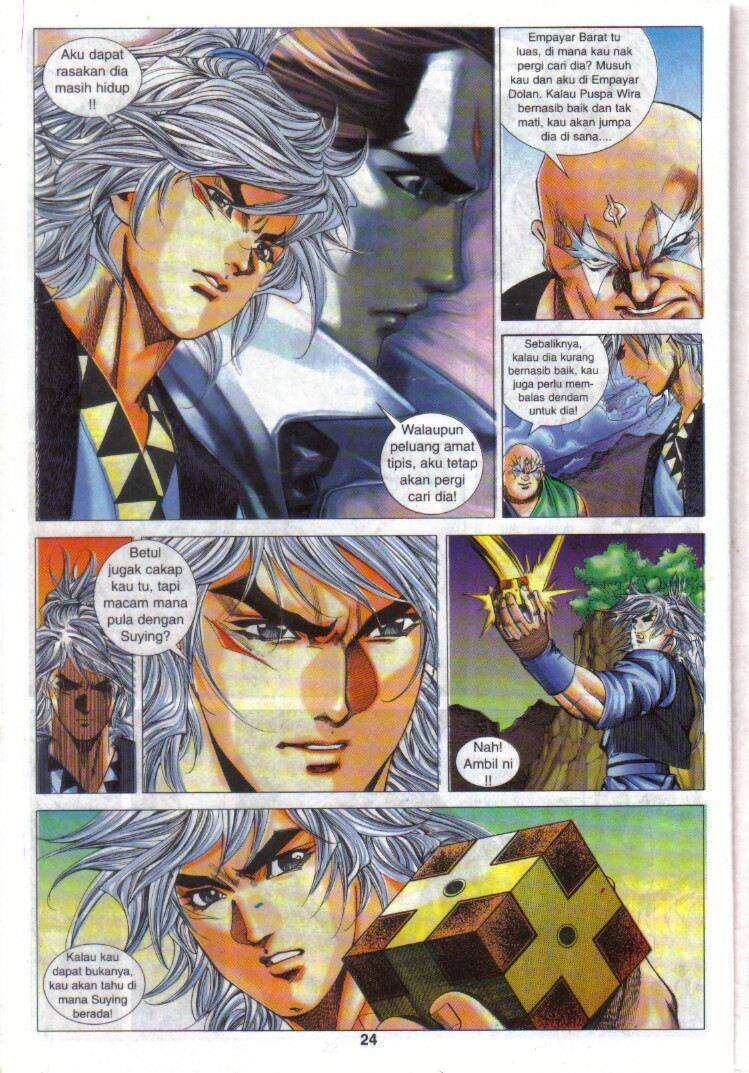 Aku dapat
rasakan dia
masih hidup
!!
Walaupun
peluang amat
tipis, aku tetap
akan pergi
cari dia!
Empayar Barat tu
luas, di mana kau nak
pergi cari dia? Musuh
kau dan aku di Empayar
Dolan. Kalau Puspa Wira
bernasib baik dan tak
mati, kau akan jumpa
dia di sana....
Sebaliknya,
kalau dia kurang
bernasib baik, kau
juga perlu mem-
balas dendam
untuk dia!
Betul
jugak cakap
kau tu, tapi
macam mana
pula dengan
Suying?
Nah!
Ambil ni
!!
Kalau kau
dapat bukanya,
kau akan tahu di
mana Suying
berada!
24